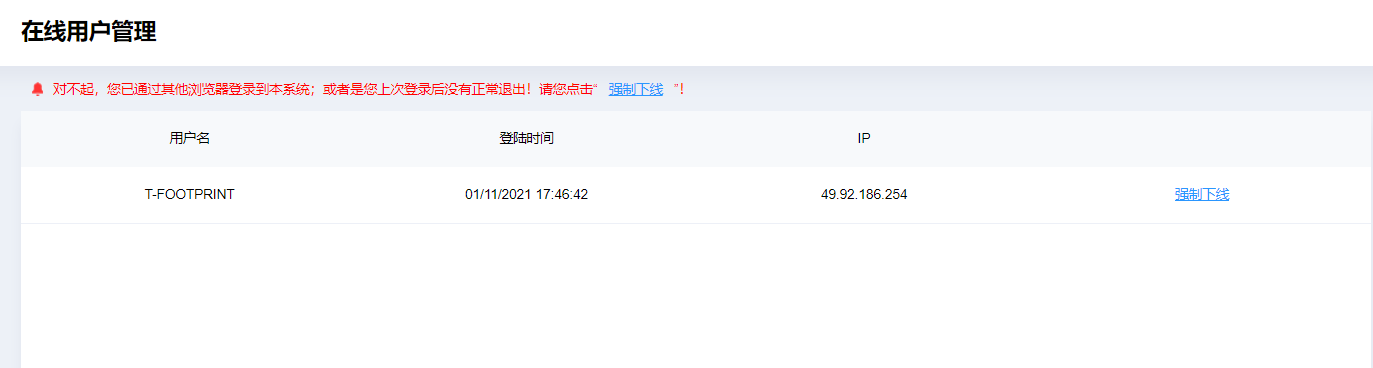 在线用户管理
对不起，您已通过其他浏览器登录到本系统；或者是您上次登录后没有正常退出！请您点击“ 强制下线 ”！
用户名 登陆时间 IP
T-FOOTPRINT 01/11/2021 17:46:42 49.92.186.254 强制下线